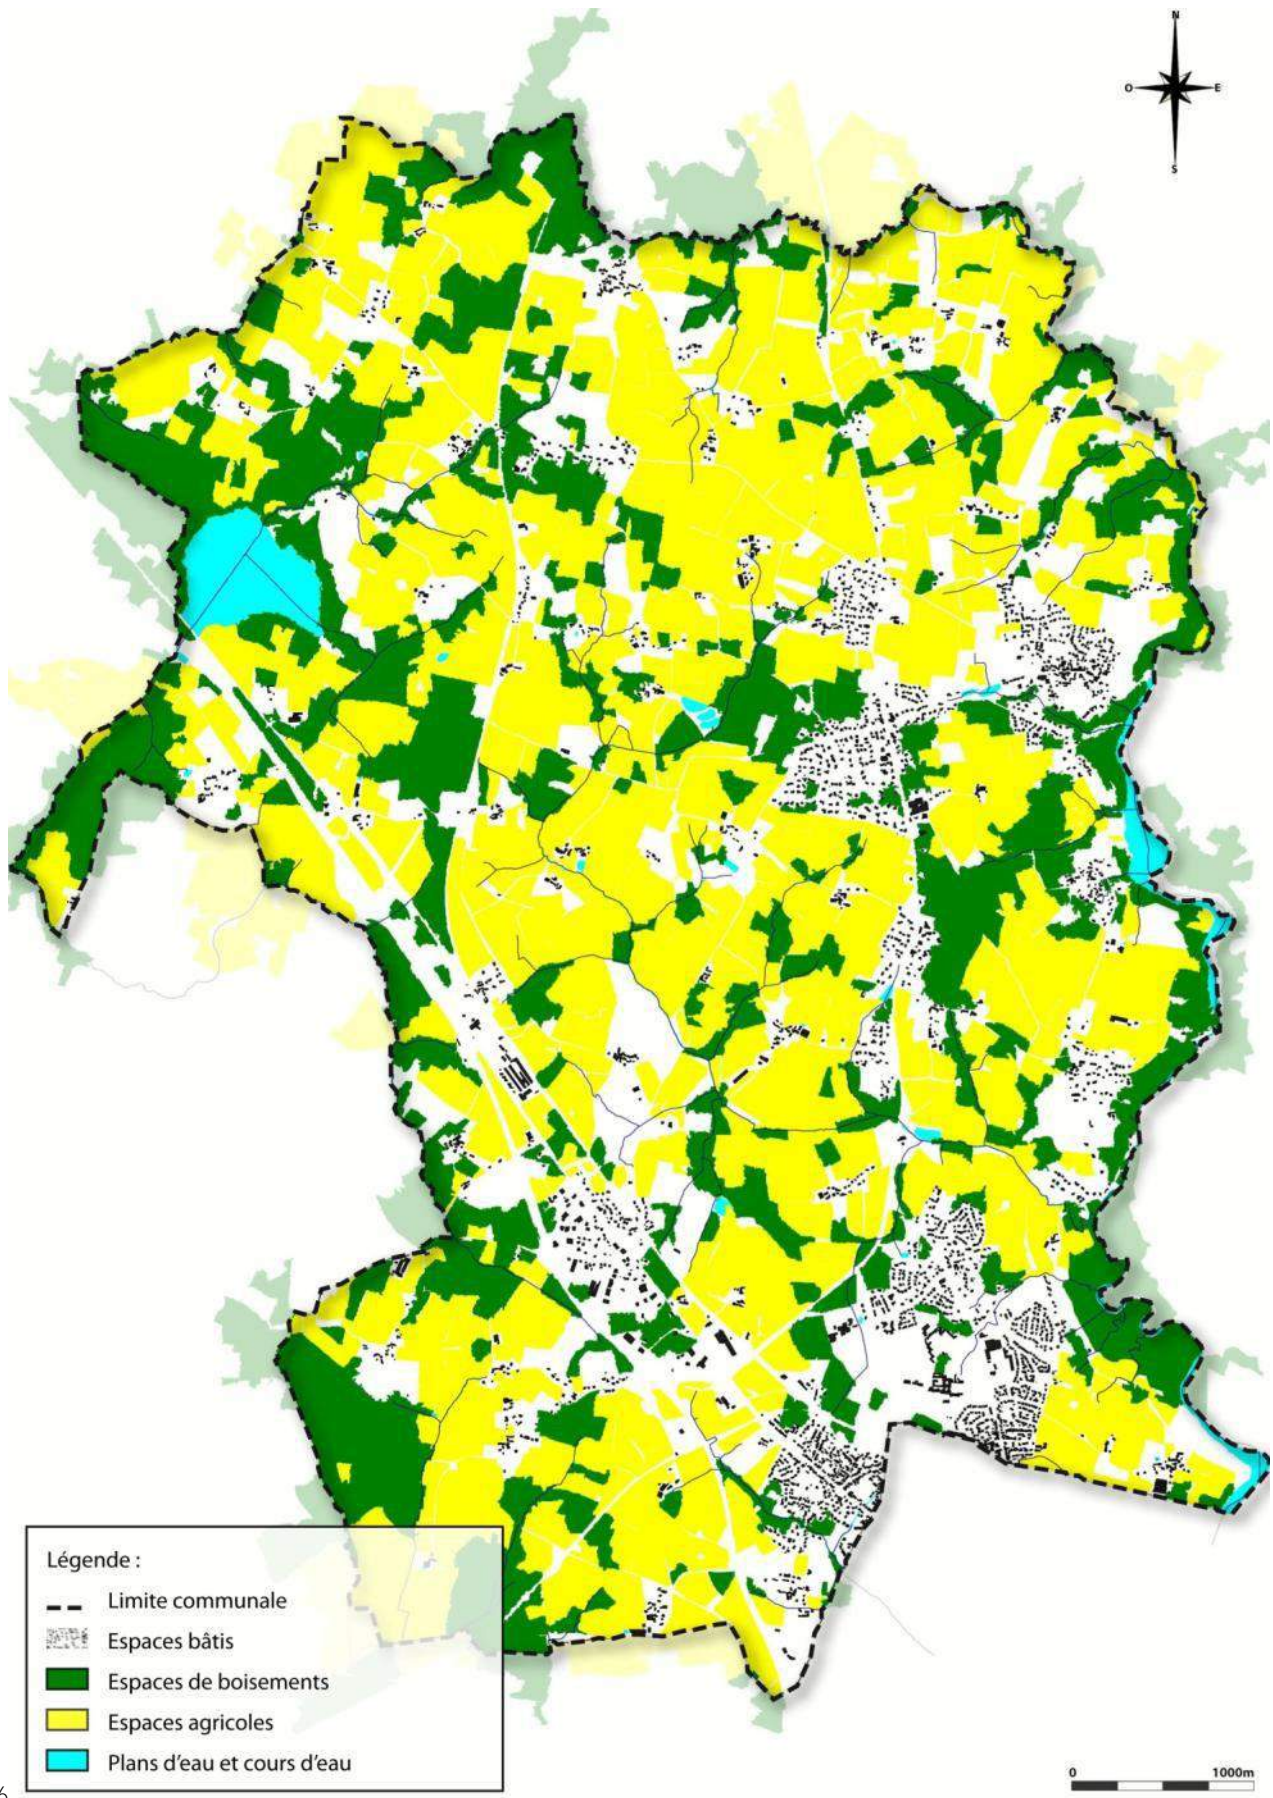 N
O E
S
Légende :
Limite communale
Espaces bâtis
Espaces de boisements
Espaces agricoles
Plans d'eau et cours d'eau
0 1000m